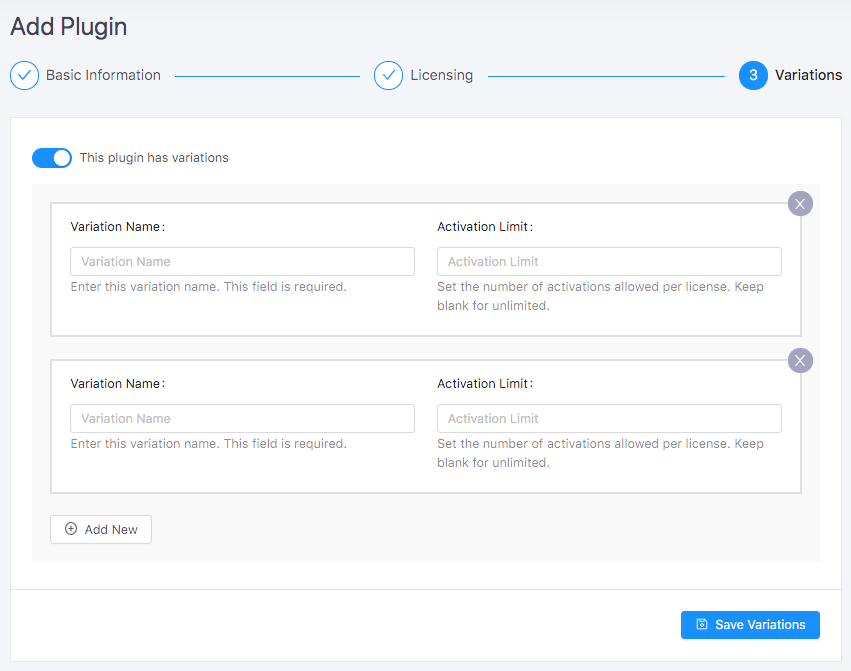 Add Plugin
Basic Information
Licensing
3 Variations
This plugin has variations
X
Variation Name:
Activation Limit:
Variation Name
Activation Limit
Enter this variation name. This field is required.
Set the number of activations allowed per license. Keep
blank for unlimited.
X
Variation Name:
Activation Limit:
Variation Name
Activation Limit
Enter this variation name. This field is required.
Set the number of activations allowed per license. Keep
blank for unlimited.
Add New
Save Variations